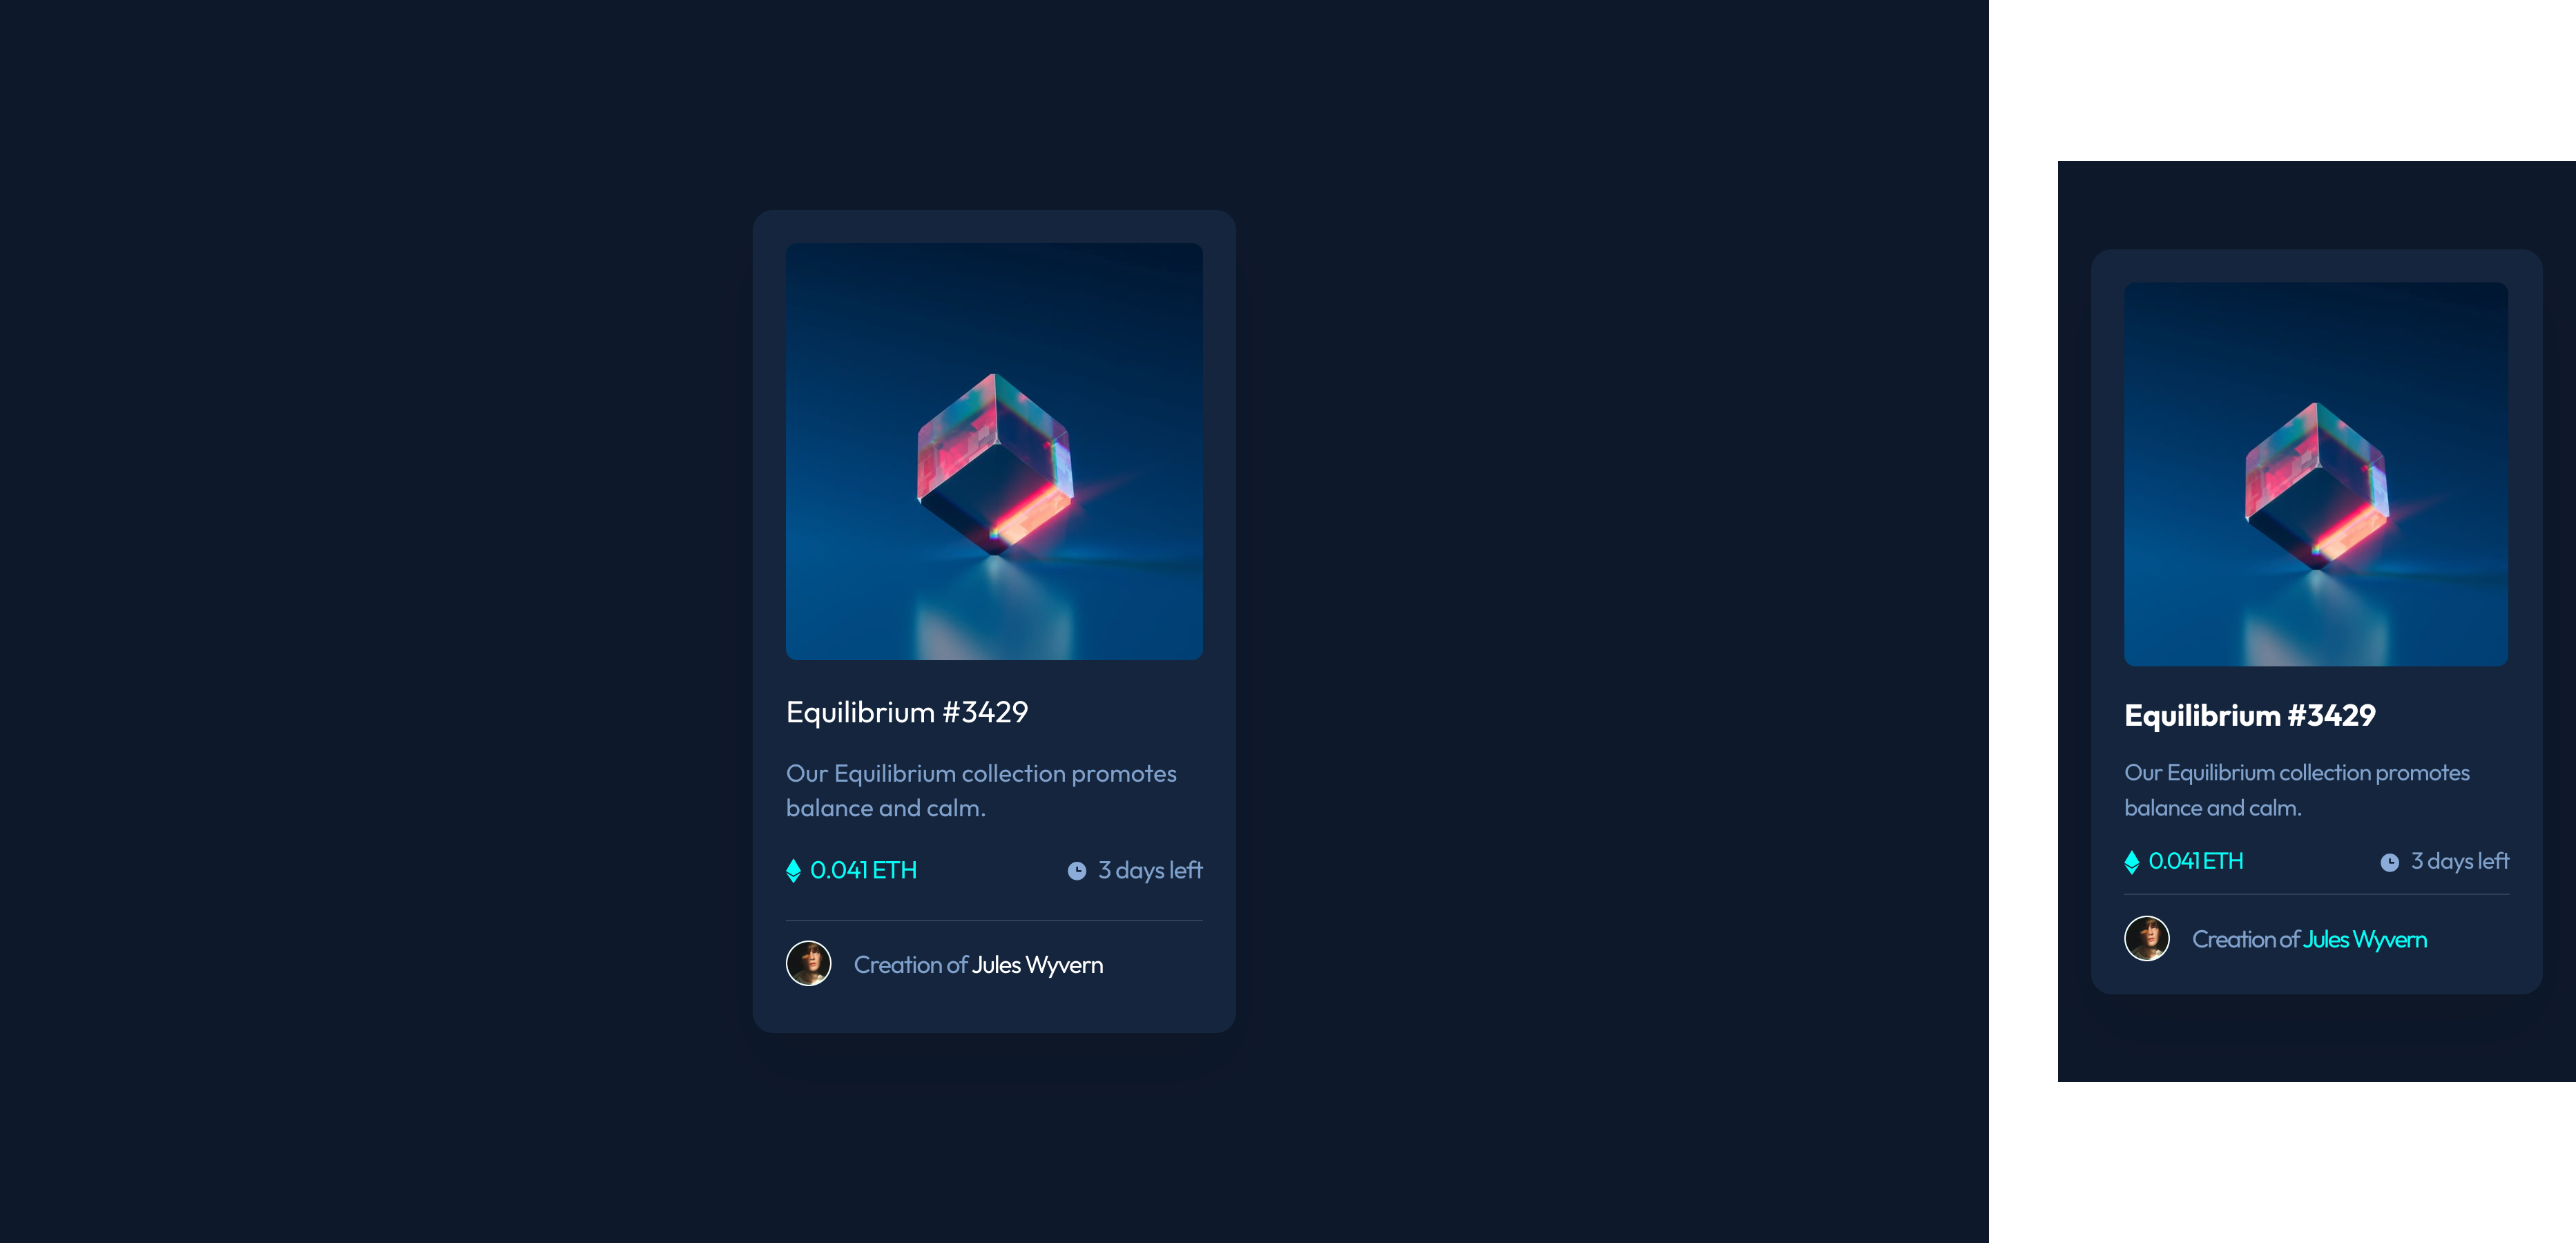 Equilibrium #3429
Our Equilibrium collection promotes
balance and calm.
0.041 ETH
3 days left
Creation of Jules Wyvern
Equilibrium #3429
Our Equilibrium collection promotes
balance and calm.
0.041 ETH
3 days left
Creation of Jules Wyvern